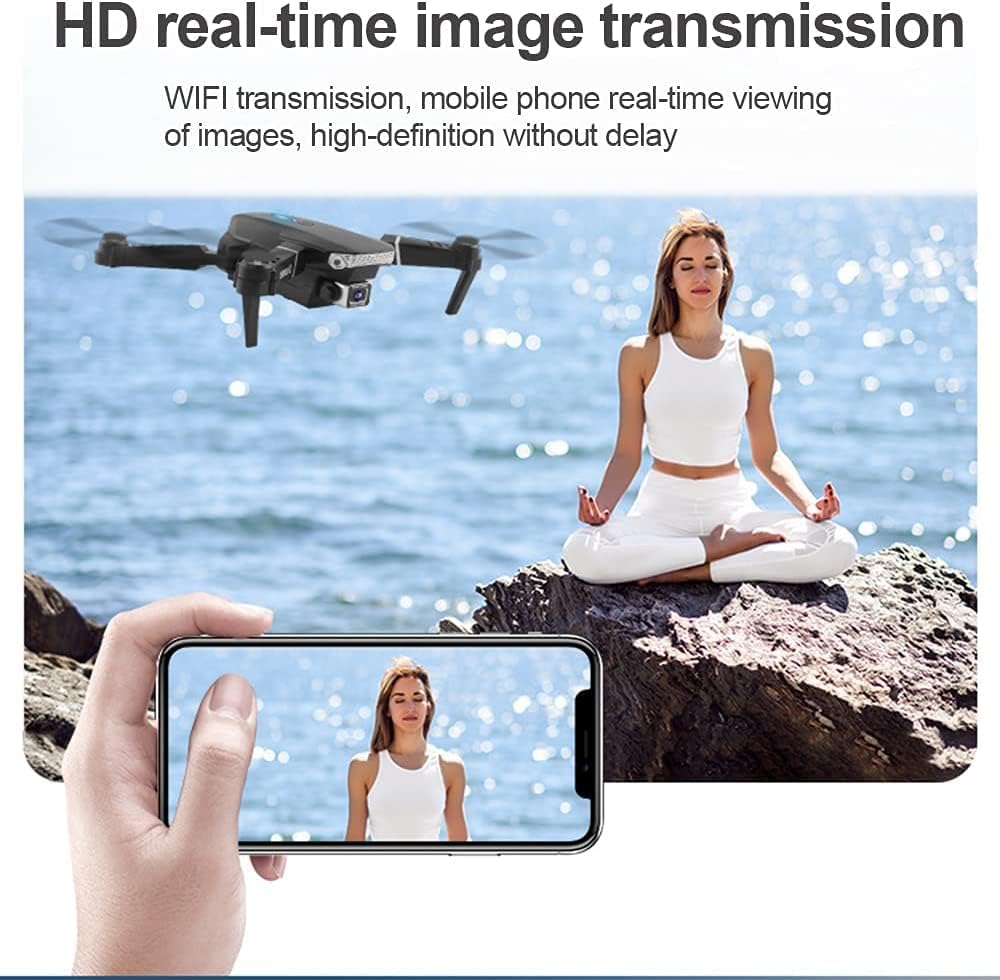 HD real-time image transmission
WIFI transmission, mobile phone real-time viewing
of images, high-definition without delay